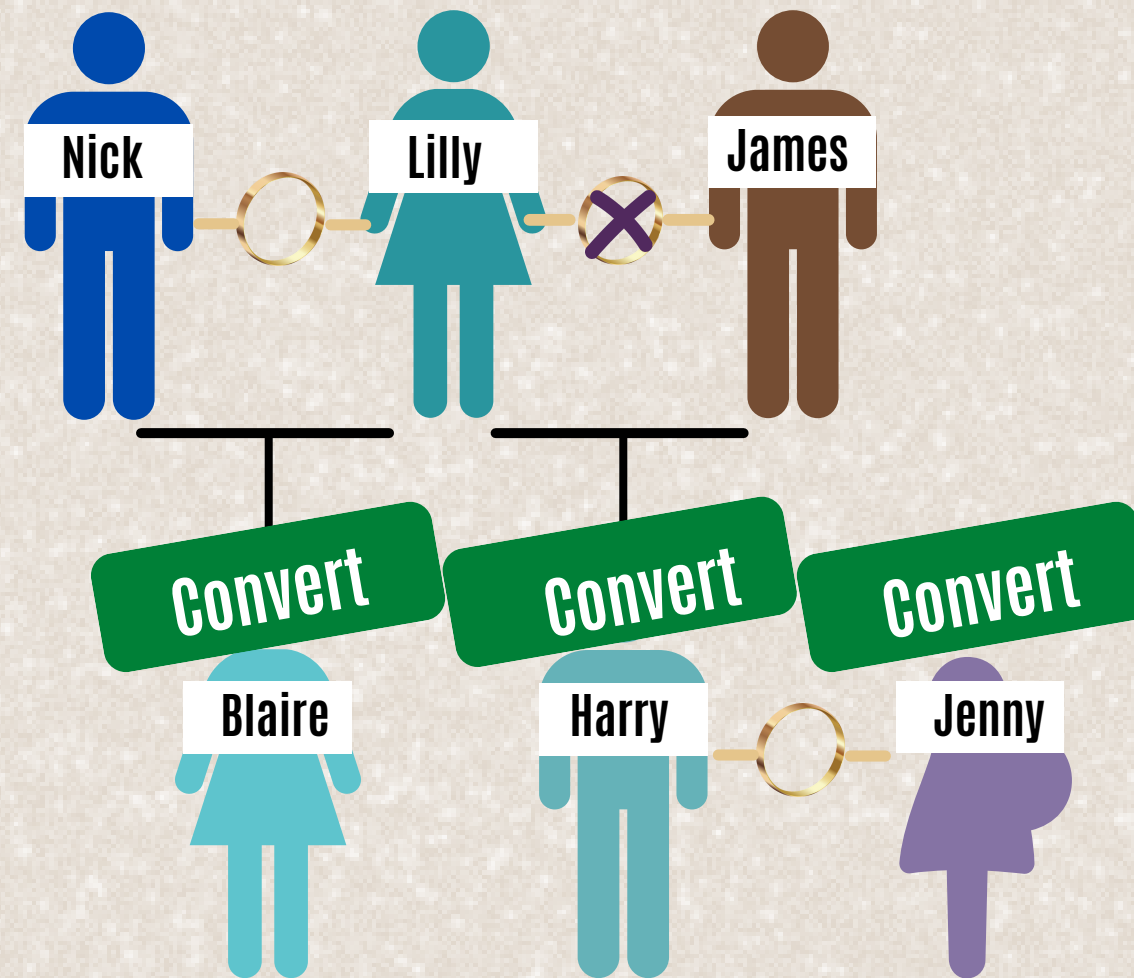 Nick
Lilly
James
Convert
Convert
Convert
Blaire
Harry
Jenny